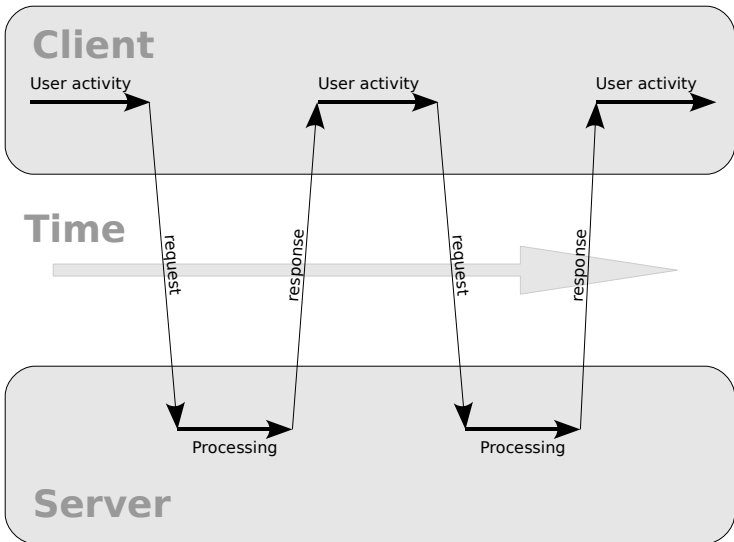 Client
User activity
User activity
User activity
Time
request
response
request
response
Processing
Processing
Server